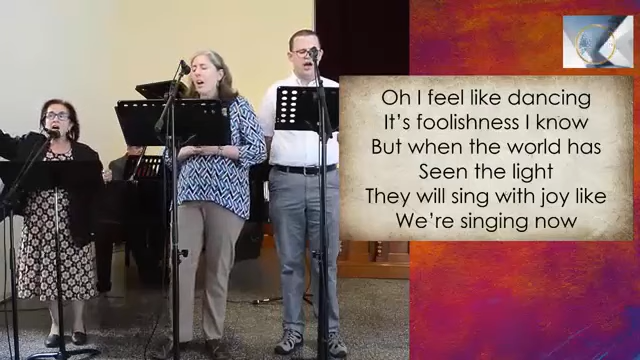 Oh I feel like dancing
It's foolishness I know
But when the world has
Seen the light
They will sing with joy like
We're singing now